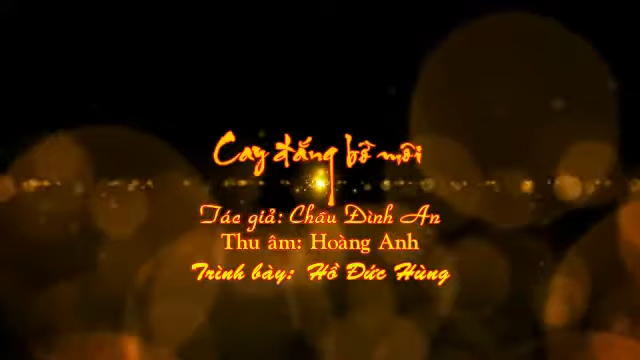 Cay đắng bờ môi
Tác giả: Châu Đình An
Thu âm: Hoàng Anh
Trình bày: Hồ Đức Hùng